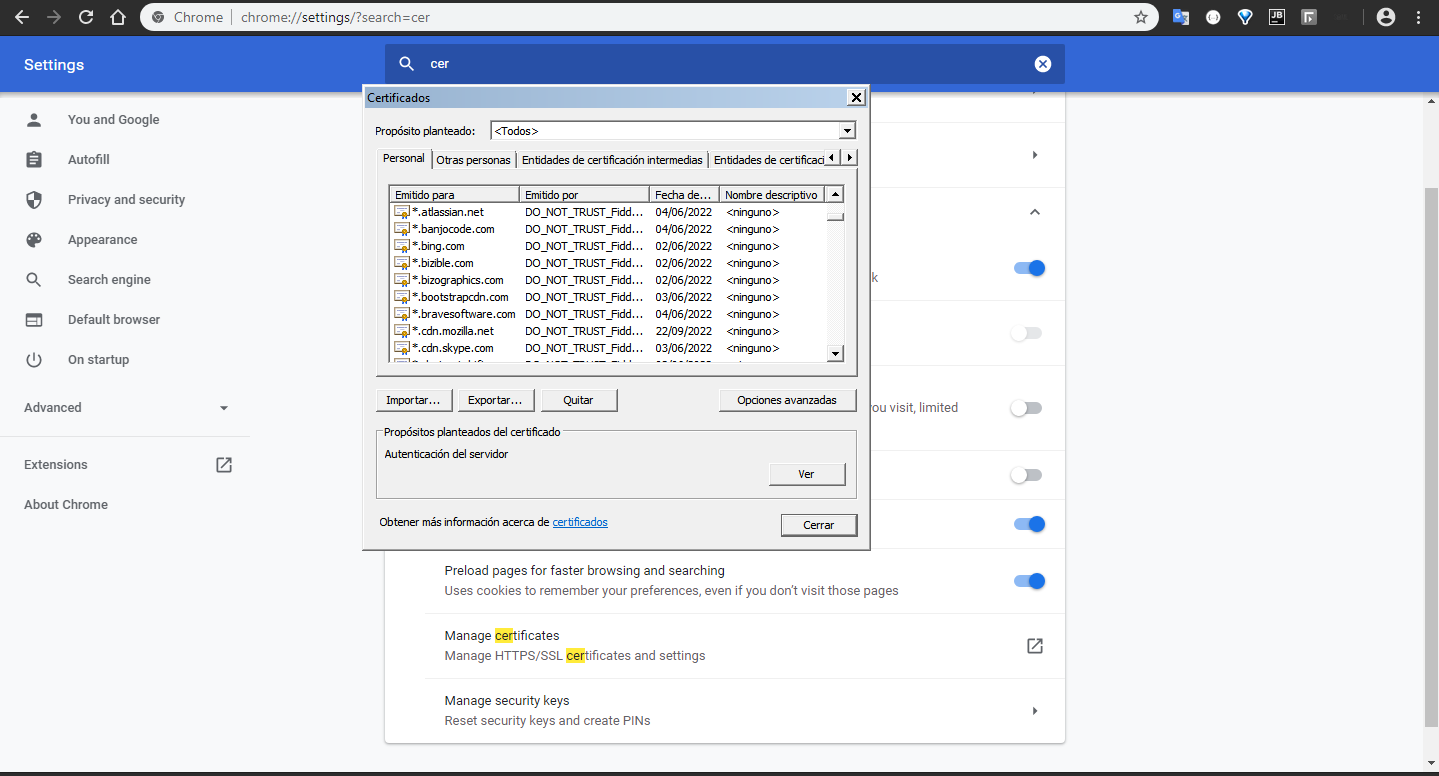 Chrome chrome://settings/?search=cer
JB
Settings
cer
You and Google
Autofill
Privacy and security
Appearance
Search engine
Default browser
On startup
Advanced
Extensions
About Chrome
Certificados
Propósito planteado: <Todos>
Personal Otras personas Entidades de certificación intermedias Entidades de certificaci
Emitido para Emitido por Fecha de... Nombre descriptivo
*.atlassian.net DO_NOT_TRUST_Fidd... 04/06/2022 <ninguno>
*.banjocode.com DO_NOT_TRUST_Fidd... 04/06/2022 <ninguno>
*.bing.com DO_NOT_TRUST_Fidd... 02/06/2022 <ninguno>
*.bizible.com DO_NOT_TRUST_Fidd... 02/06/2022 <ninguno>
*.bizographics.com DO_NOT_TRUST_Fidd... 02/06/2022 <ninguno>
*.bootstrapcdn.com DO_NOT_TRUST_Fidd... 03/06/2022 <ninguno>
*.bravesoftware.com DO_NOT_TRUST_Fidd... 04/06/2022 <ninguno>
*.cdn.mozilla.net DO_NOT_TRUST_Fidd... 22/09/2022 <ninguno>
*.cdn.skype.com DO_NOT_TRUST_Fidd... 03/06/2022 <ninguno>
Importar... Exportar... Quitar Opciones avanzadas
Propósitos planteados del certificado
Autenticación del servidor
Ver
Obtener más información acerca de certificados
Cerrar
k
you visit, limited
Preload pages for faster browsing and searching
Uses cookies to remember your preferences, even if you don't visit those pages
Manage certificates
Manage HTTPS/SSL certificates and settings
Manage security keys
Reset security keys and create PINs